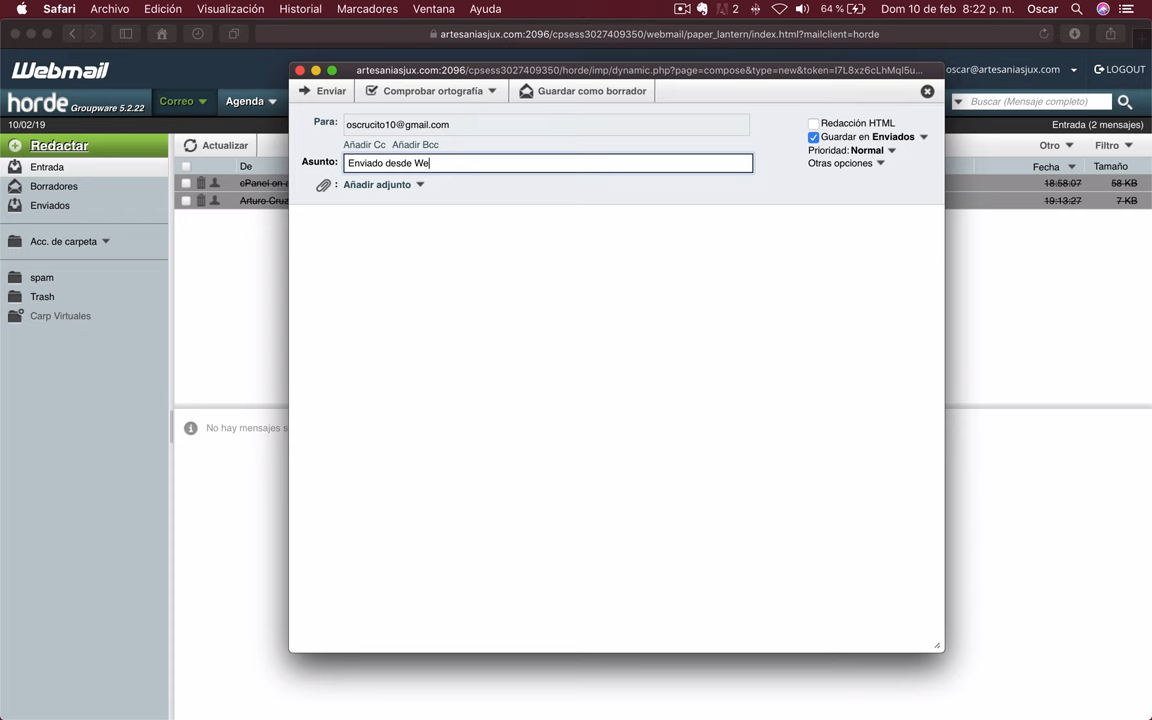 Safari Archivo Edición Visualización Historial Marcadores Ventana Ayuda 2 64 % Dom 10 de feb 8:22 p. m. Oscar
artesaniasjux.com:2096/cpsess3027409350/webmail/paper_lantern/index.html?mailclient=horde
Webmail
oscar@artesaniasjux.com LOGOUT
artesaniasjux.com:2096/cpsess3027409350/horde/imp/dynamic.php?page=compose&type=new&token=I7L8xz6cLhMqI5u...
horde Groupware 5.2.22 Correo Agenda
Buscar (Mensaje completo)
Enviar Comprobar ortografía Guardar como borrador
10/02/19
Entrada (2 mensajes)
Para: oscrucito10@gmail.com
Redacción HTML
Guardar en Enviados
Redactar
Actualizar
Añadir Cc Añadir Bcc
Prioridad: Normal
Otro Filtro
Asunto: Enviado desde We
Otras opciones
Entrada
De
Fecha Tamaño
Añadir adjunto
Borradores
cPanel on
18:58:07 58 KB
Enviados
Arturo Cruz
19:13:27 7 KB
Acc. de carpeta
spam
Trash
Carp Virtuales
No hay mensajes